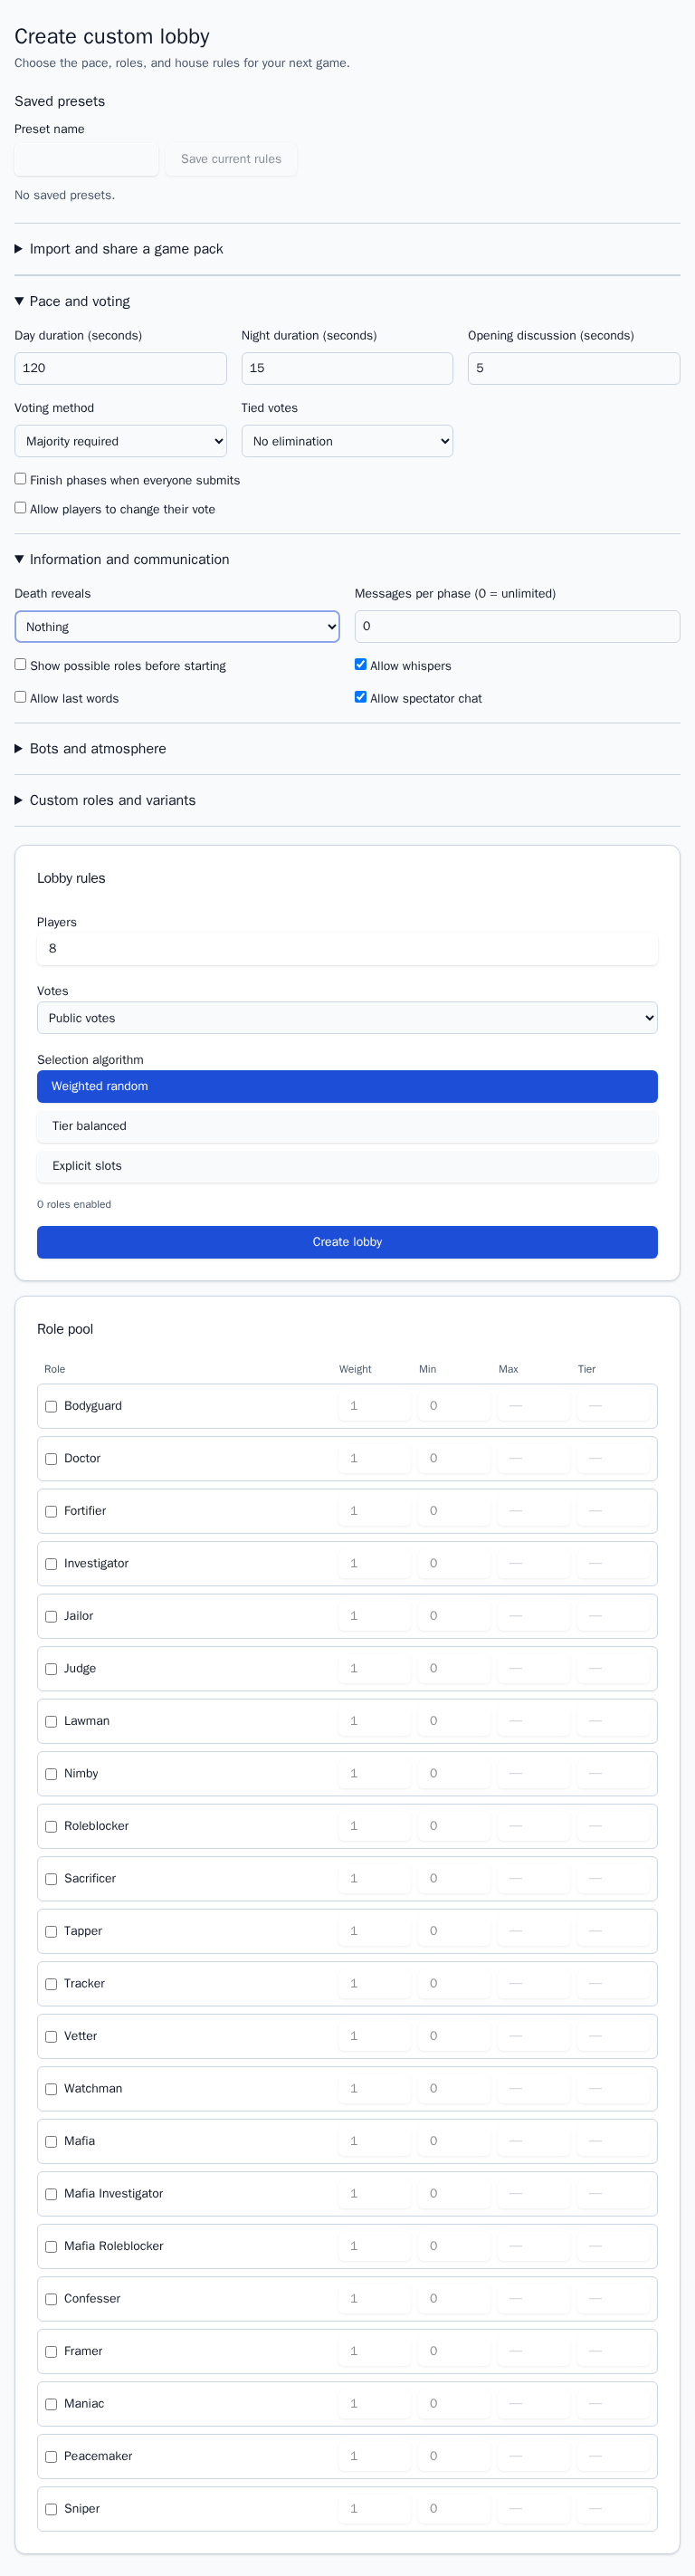 Create custom lobby
Choose the pace, roles, and house rules for your next game.
Saved presets
Preset name
Save current rules
No saved presets.
Import and share a game pack
Pace and voting
Day duration (seconds) Night duration (seconds) Opening discussion (seconds)
120 15 5
Voting method Tied votes
Majority required No elimination
Finish phases when everyone submits
Allow players to change their vote
Information and communication
Death reveals Messages per phase (0 = unlimited)
Nothing 0
Show possible roles before starting Allow whispers
Allow last words Allow spectator chat
Bots and atmosphere
Custom roles and variants
Lobby rules
Players
8
Votes
Public votes
Selection algorithm
Weighted random
Tier balanced
Explicit slots
0 roles enabled
Create lobby
Role pool
Role Weight Min Max Tier
Bodyguard 1 0 — —
Doctor 1 0 — —
Fortifier 1 0 — —
Investigator 1 0 — —
Jailor 1 0 — —
Judge 1 0 — —
Lawman 1 0 — —
Nimby 1 0 — —
Roleblocker 1 0 — —
Sacrificer 1 0 — —
Tapper 1 0 — —
Tracker 1 0 — —
Vetter 1 0 — —
Watchman 1 0 — —
Mafia 1 0 — —
Mafia Investigator 1 0 — —
Mafia Roleblocker 1 0 — —
Confesser 1 0 — —
Framer 1 0 — —
Maniac 1 0 — —
Peacemaker 1 0 — —
Sniper 1 0 — —